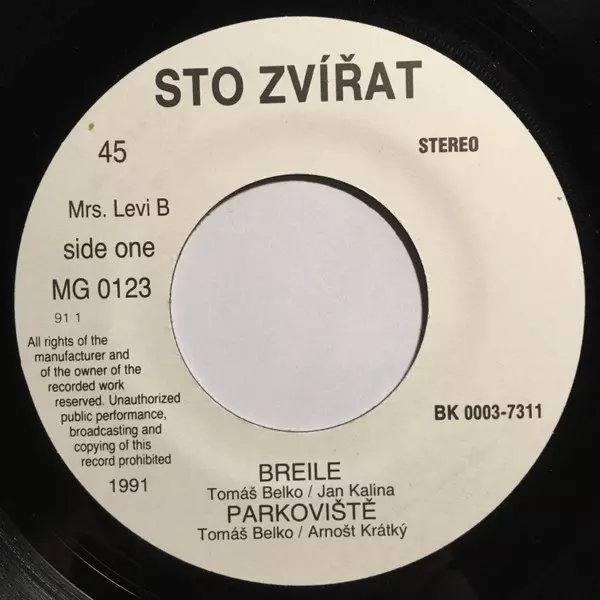 STO ZVÍŘAT
45
STEREO
Mrs. Levi B
side one
MG 0123
91 1
All rights of the
manufacturer and
of the owner of the
recorded work
reserved. Unauthorized
public performance,
broadcasting and
copying of this
record prohibited
1991
BK 0003-7311
BREILE
Tomáš Belko / Jan Kalina
PARKOVIŠTĚ
Tomáš Belko / Arnošt Krátký